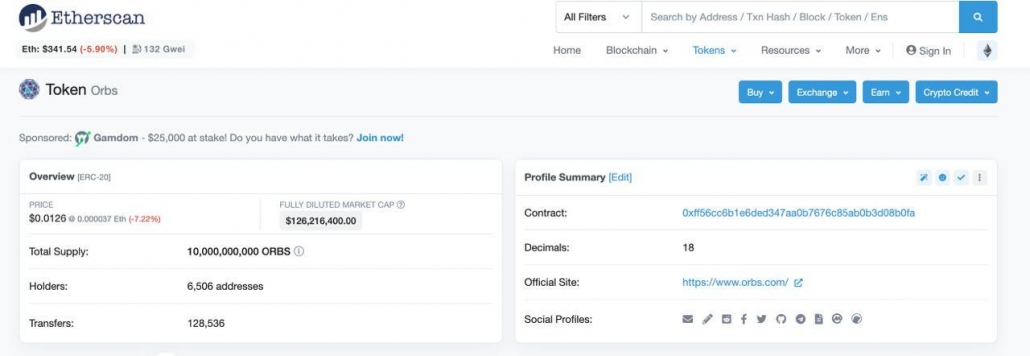 Etherscan
All Filters
Search by Address / Txn Hash / Block / Token / Ens
Eth: $341.54 (-5.90%) | 132 Gwei
Home Blockchain Tokens Resources More Sign In
Token Orbs
Buy Exchange Earn Crypto Credit
Sponsored: Gamdom - $25,000 at stake! Do you have what it takes? Join now!
Overview [ERC-20]
PRICE
$0.0126 @ 0.000037 Eth (-7.22%)
FULLY DILUTED MARKET CAP
$126,216,400.00
Total Supply: 10,000,000,000 ORBS
Holders: 6,506 addresses
Transfers: 128,536
Profile Summary [Edit]
Contract: 0xff56cc6b1e6ded347aa0b7676c85ab0b3d08b0fa
Decimals: 18
Official Site: https://www.orbs.com/
Social Profiles: